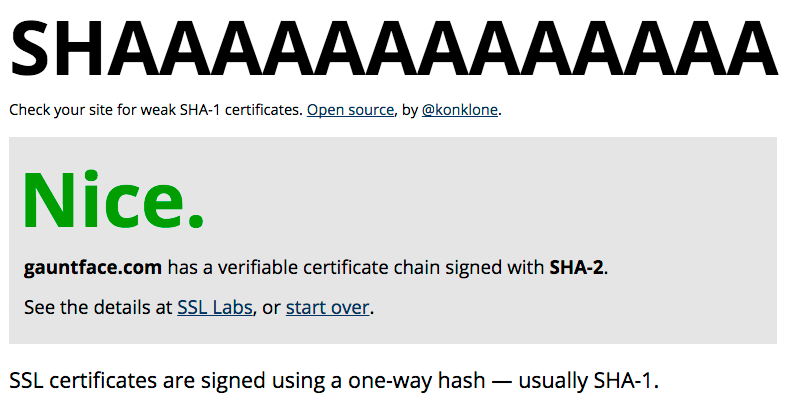 SHAAAAAAAAAAAAAA
Check your site for weak SHA-1 certificates. Open source, by @konklone.
Nice.
gauntface.com has a verifiable certificate chain signed with SHA-2.
See the details at SSL Labs, or start over.
SSL certificates are signed using a one-way hash — usually SHA-1.